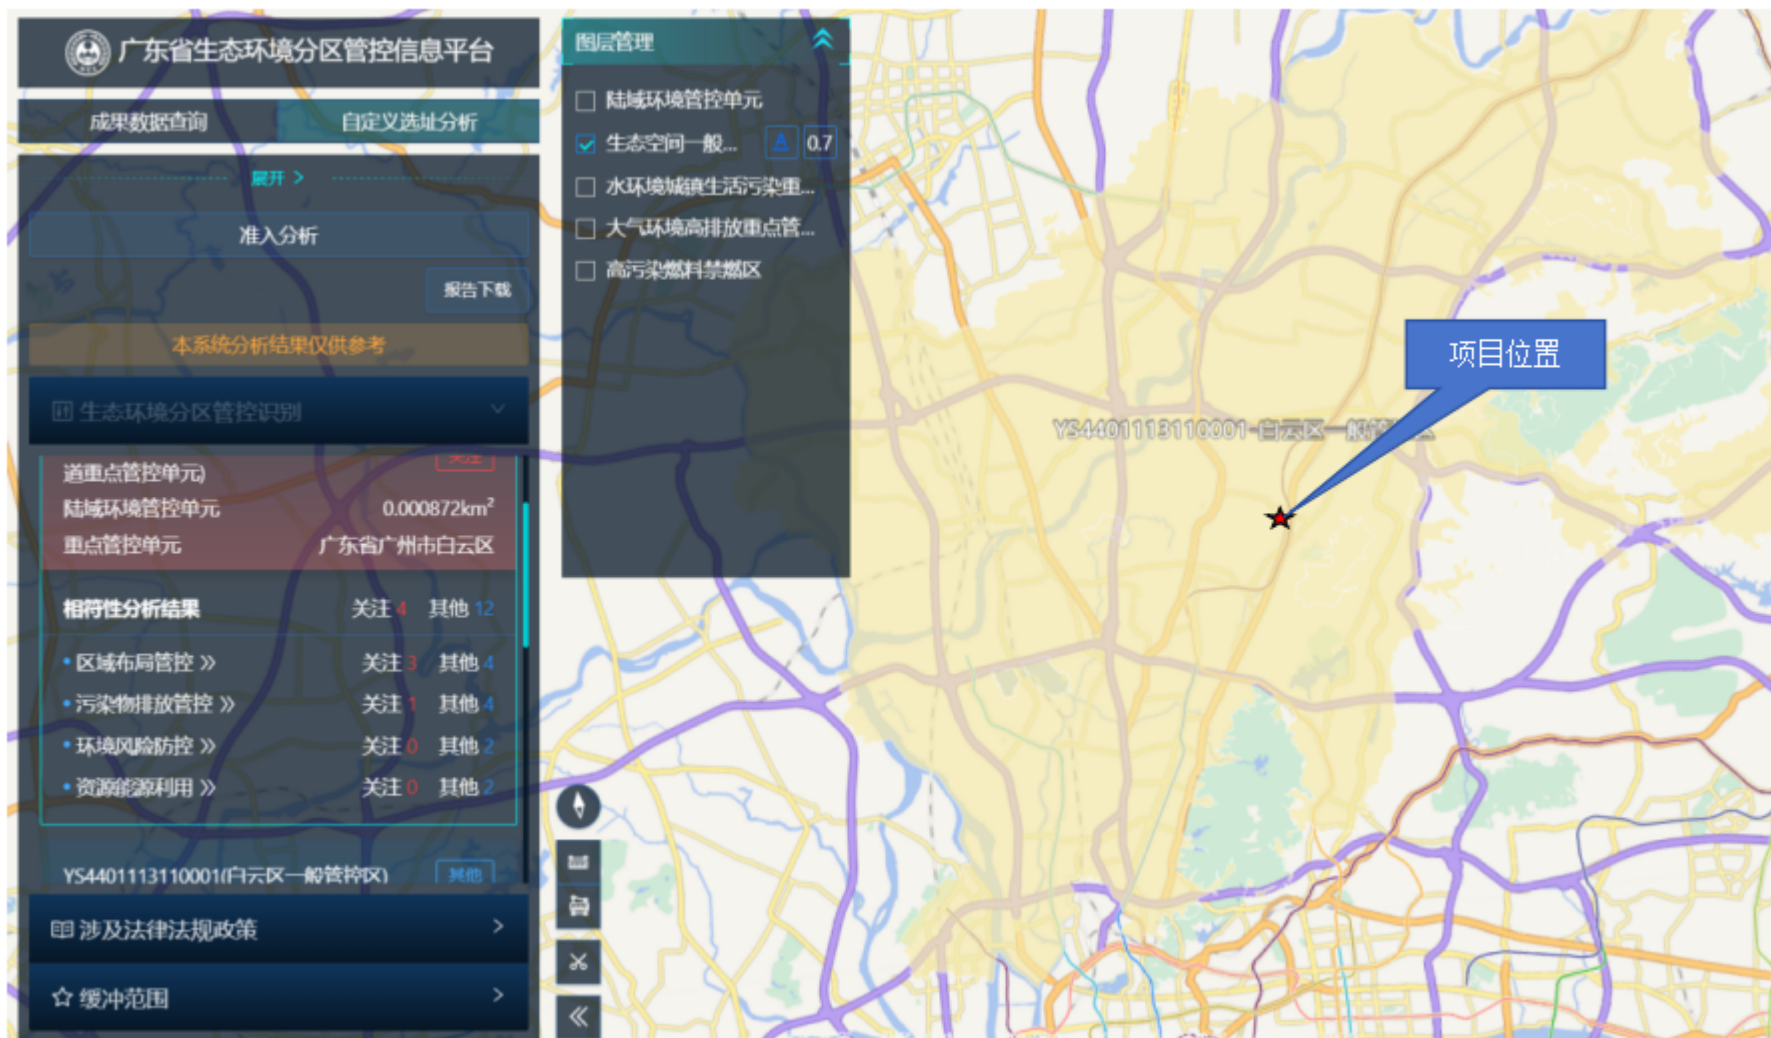 广东省生态环境分区管控信息平台
成果数据查询
自定义选址分析
展开 >
准入分析
报告下载
本系统分析结果仅供参考
生态环境分区管控识别
道重点管控单元)
关注
陆域环境管控单元 0.000872km²
重点管控单元 广东省广州市白云区
相符性分析结果 关注 4 其他 12
• 区域布局管控 » 关注 3 其他 4
• 污染物排放管控 » 关注 1 其他 4
• 环境风险防控 » 关注 0 其他 2
• 资源能源利用 » 关注 0 其他 2
YS4401113110001(白云区一般管控区) 其他
涉及法律法规政策 >
缓冲范围 >
图层管理
陆域环境管控单元
生态空间一般... A 0.7
水环境城镇生活污染重...
大气环境高排放重点管...
高污染燃料禁燃区
项目位置
YS4401113110001-白云区一般